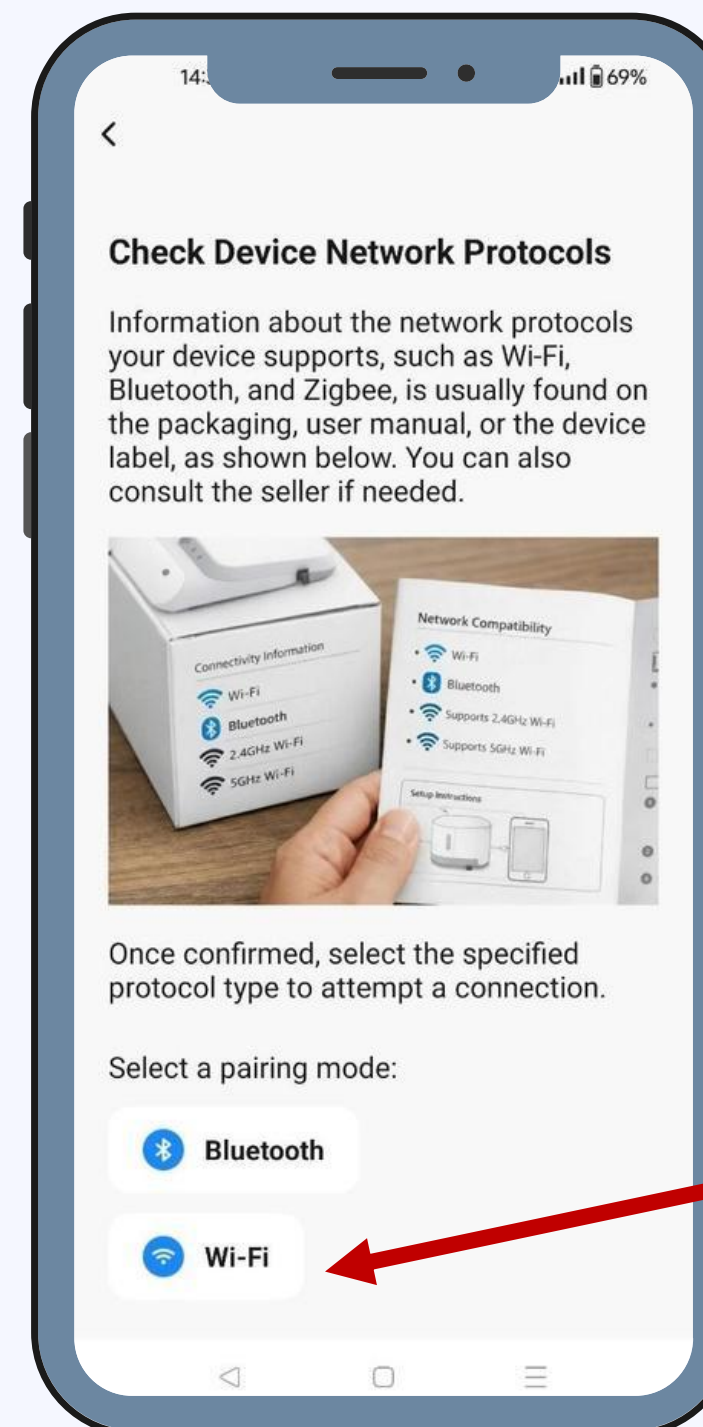 69%
Check Device Network Protocols
Information about the network protocols
your device supports, such as Wi-Fi,
Bluetooth, and Zigbee, is usually found on
the packaging, user manual, or the device
label, as shown below. You can also
consult the seller if needed.
Connectivity Information
Wi-Fi
Bluetooth
2.4GHz Wi-Fi
5GHz Wi-Fi
Network Compatibility
• Wi-Fi
• Bluetooth
• Supports 2.4GHz Wi-Fi
• Supports 5GHz Wi-Fi
Setup Instructions
Once confirmed, select the specified
protocol type to attempt a connection.
Select a pairing mode:
Bluetooth
Wi-Fi